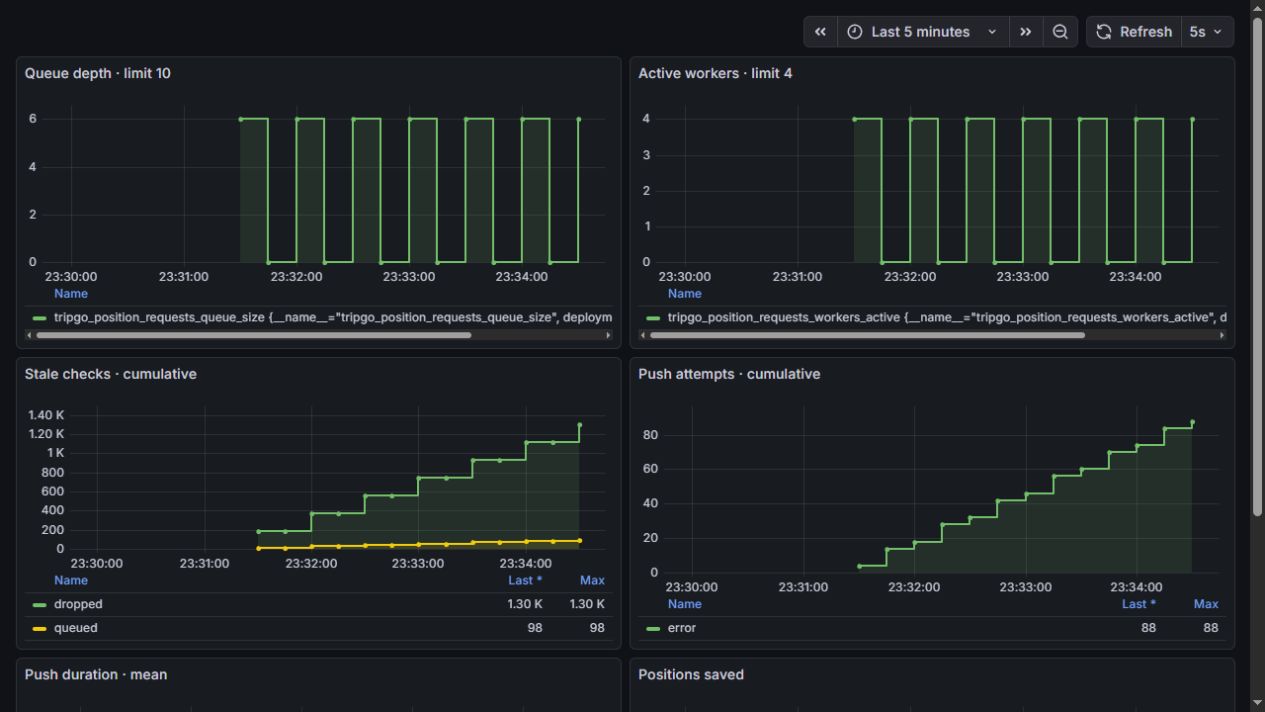 Last 5 minutes
Refresh 5s
Queue depth · limit 10
6
4
2
0
23:30:00 23:31:00 23:32:00 23:33:00 23:34:00
Name
tripgo_position_requests_queue_size {__name__="tripgo_position_requests_queue_size", deploym
Active workers · limit 4
4
3
2
1
0
23:30:00 23:31:00 23:32:00 23:33:00 23:34:00
Name
tripgo_position_requests_workers_active {__name__="tripgo_position_requests_workers_active", d
Stale checks · cumulative
1.40 K
1.20 K
1 K
800
600
400
200
0
23:30:00 23:31:00 23:32:00 23:33:00 23:34:00
Name Last * Max
dropped 1.30 K 1.30 K
queued 98 98
Push attempts · cumulative
80
60
40
20
0
23:30:00 23:31:00 23:32:00 23:33:00 23:34:00
Name Last * Max
error 88 88
Push duration · mean
Positions saved